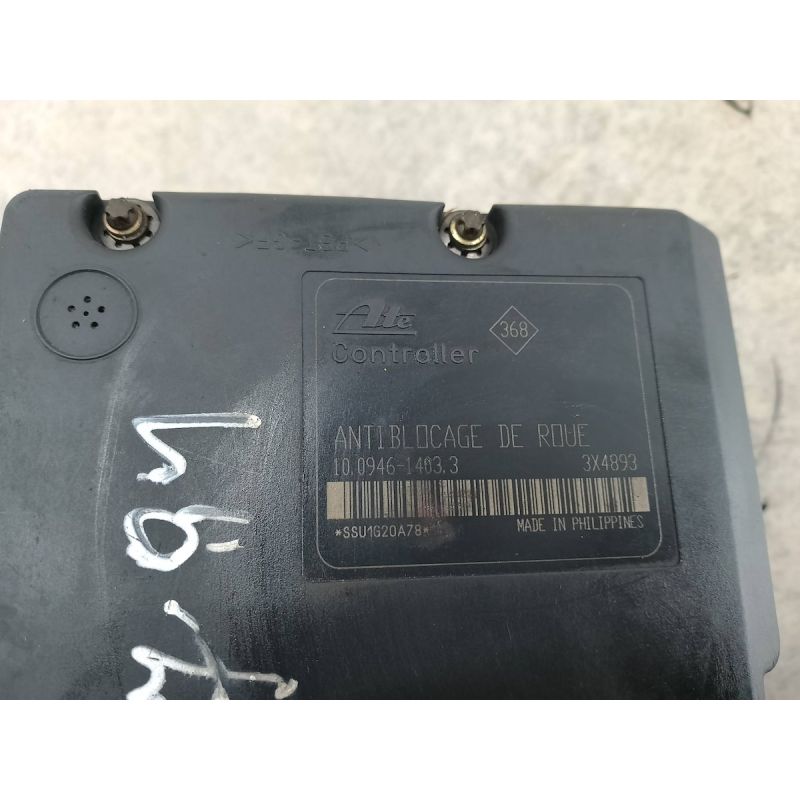 Ate
368
Controller
ANTIBLOCAGE DE ROUE
10.0946-1403.3 3X4893
*SSU1G20A78* MADE IN PHILIPPINES